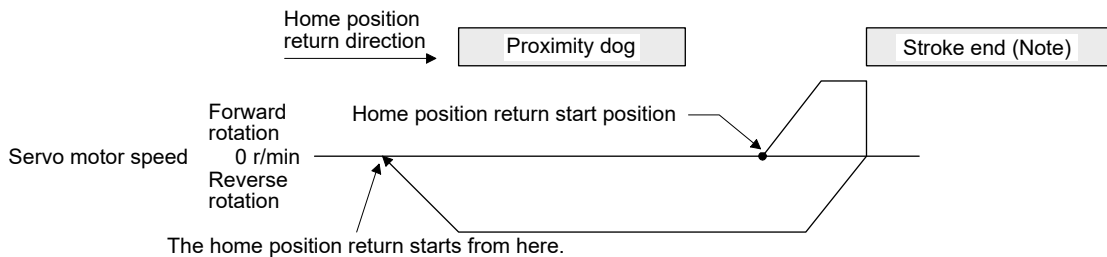 Home position
return direction
Proximity dog
Stroke end (Note)
Forward
rotation
Home position return start position
Servo motor speed
0 r/min
Reverse
rotation
The home position return starts from here.